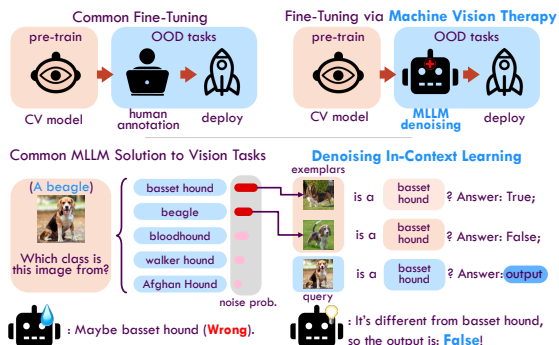 Common Fine-Tuning
pre-train
OOD tasks
CV model
human
annotation
deploy
Fine-Tuning via Machine Vision Therapy
pre-train
OOD tasks
CV model
MLLM
denoising
deploy
Common MLLM Solution to Vision Tasks
(A beagle)
Which class is
this image from?
basset hound
beagle
bloodhound
walker hound
Afghan Hound
noise prob.
: Maybe basset hound (Wrong).
Denoising In-Context Learning
exemplars
is a basset hound ? Answer: True;
is a basset hound ? Answer: False;
is a basset hound ? Answer: output
query
: It's different from basset hound,
so the output is: False!